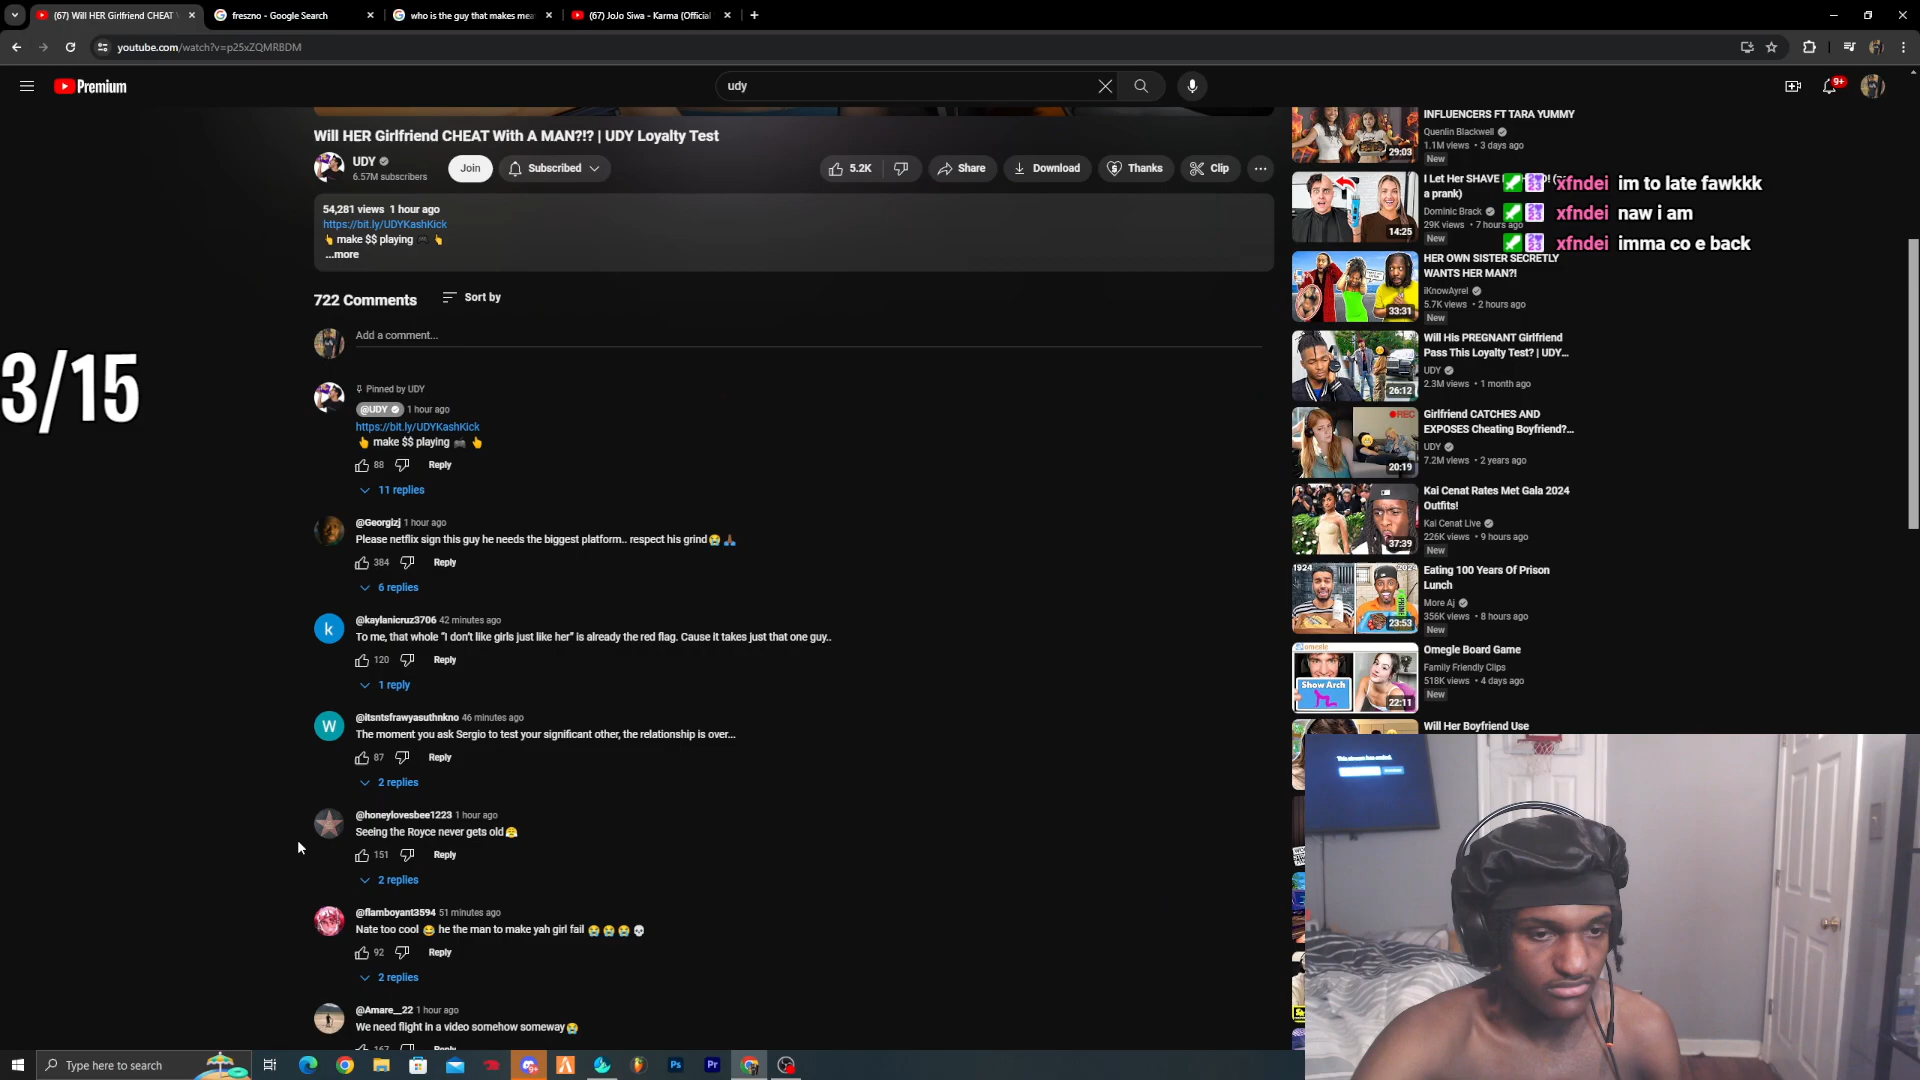 (67) Will HER Girlfriend CHEAT
freszno - Google Search
who is the guy that makes mea
(67) JoJo Siwa - Karma (Official
youtube.com/watch?v=p25xZQMRBDM
Premium
udy
9+
Will HER Girlfriend CHEAT With A MAN?!? | UDY Loyalty Test
UDY
6.57M subscribers
Join
Subscribed
5.2K
Share
Download
Thanks
Clip
54,281 views 1 hour ago
https://bit.ly/UDYKashKick
👆 make $$ playing 🎮 👆
...more
722 Comments
Sort by
Add a comment...
3/15
Pinned by UDY
@UDY 1 hour ago
https://bit.ly/UDYKashKick
👆 make $$ playing 🎮 👆
88 Reply
11 replies
@Georgizj 1 hour ago
Please netflix sign this guy he needs the biggest platform.. respect his grind😭🙏🏾
384 Reply
6 replies
@kaylanicruz3706 42 minutes ago
To me, that whole “I don’t like girls just like her” is already the red flag. Cause it takes just that one guy..
120 Reply
1 reply
@itsntsfrawyasuthnkno 46 minutes ago
The moment you ask Sergio to test your significant other, the relationship is over...
87 Reply
2 replies
@honeylovesbee1223 1 hour ago
Seeing the Royce never gets old😤
151 Reply
2 replies
@flamboyant3594 51 minutes ago
Nate too cool 😂 he the man to make yah girl fail 😭😭😭💀
92 Reply
2 replies
@Amare__22 1 hour ago
We need flight in a video somehow someway😭
167 Reply
k
W
INFLUENCERS FT TARA YUMMY
Quenlin Blackwell
1.1M views • 3 days ago
New
29:03
I Let Her SHAVE
a prank)
Dominic Brack
29K views • 7 hours ago
New
14:25
xfndei im to late fawkkk
xfndei naw i am
xfndei imma co e back
HER OWN SISTER SECRETLY
WANTS HER MAN?!
iKnowAyrel
5.7K views • 2 hours ago
New
33:31
Will His PREGNANT Girlfriend
Pass This Loyalty Test? | UDY...
UDY
2.3M views • 1 month ago
26:12
Girlfriend CATCHES AND
EXPOSES Cheating Boyfriend?...
UDY
7.2M views • 2 years ago
REC
20:19
Kai Cenat Rates Met Gala 2024
Outfits!
Kai Cenat Live
226K views • 9 hours ago
New
37:39
Eating 100 Years Of Prison
Lunch
More Aj
356K views • 8 hours ago
New
1924
2024
23:53
Omegle Board Game
Family Friendly Clips
518K views • 4 days ago
New
omegle
Show Arch
22:11
Will Her Boyfriend Use
This stream has ended.
Type here to search
Ps
Pr